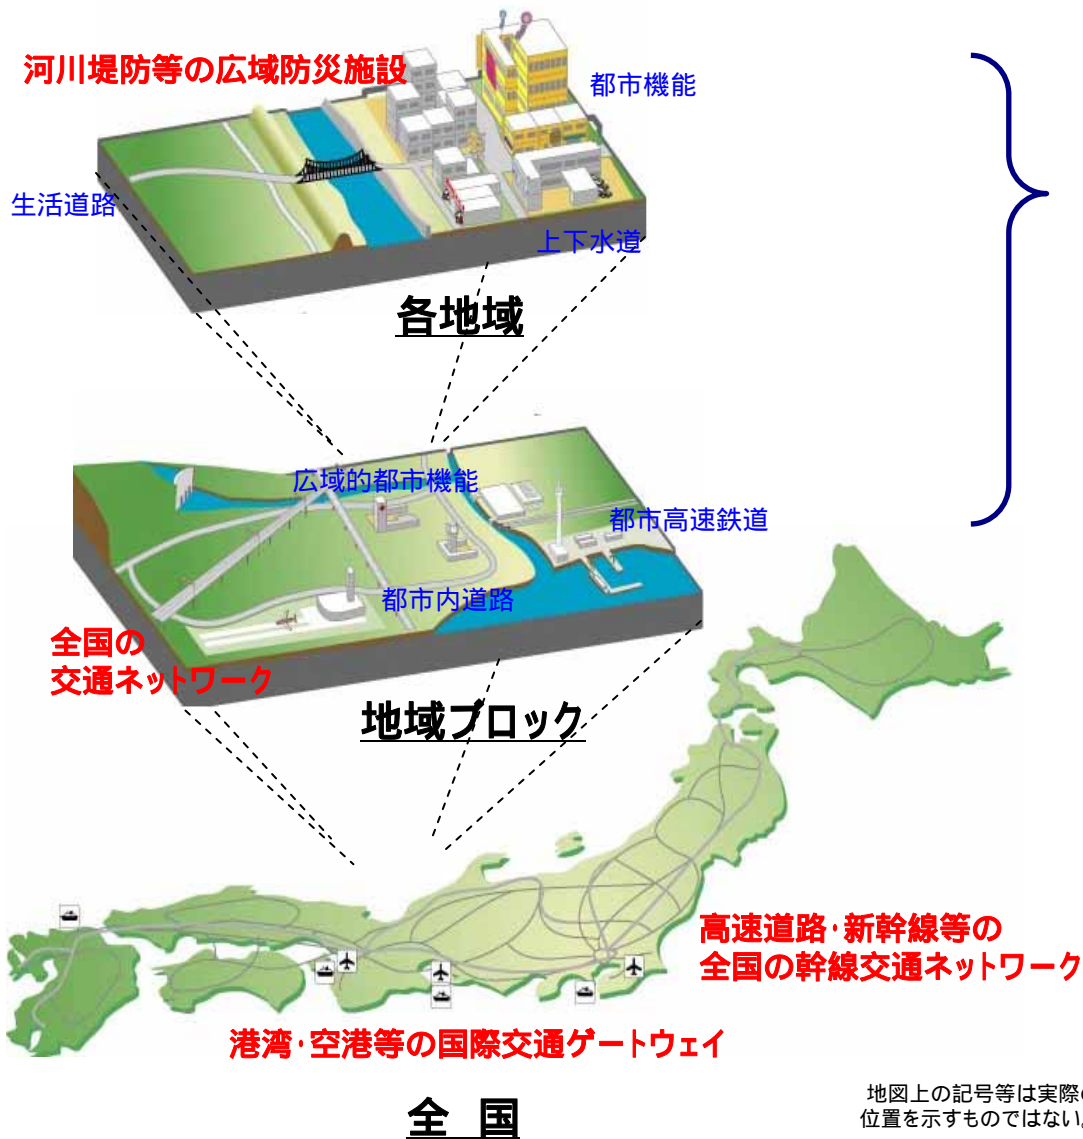 河川堤防等の広域防災施設
都市機能
生活道路
上下水道
各地域
広域的都市機能
都市高速鉄道
都市内道路
全国の
交通ネットワーク
地域ブロック
高速道路・新幹線等の
全国の幹線交通ネットワーク
港湾・空港等の国際交通ゲートウェイ
全 国
地図上の記号等は実際の
位置を示すものではない。